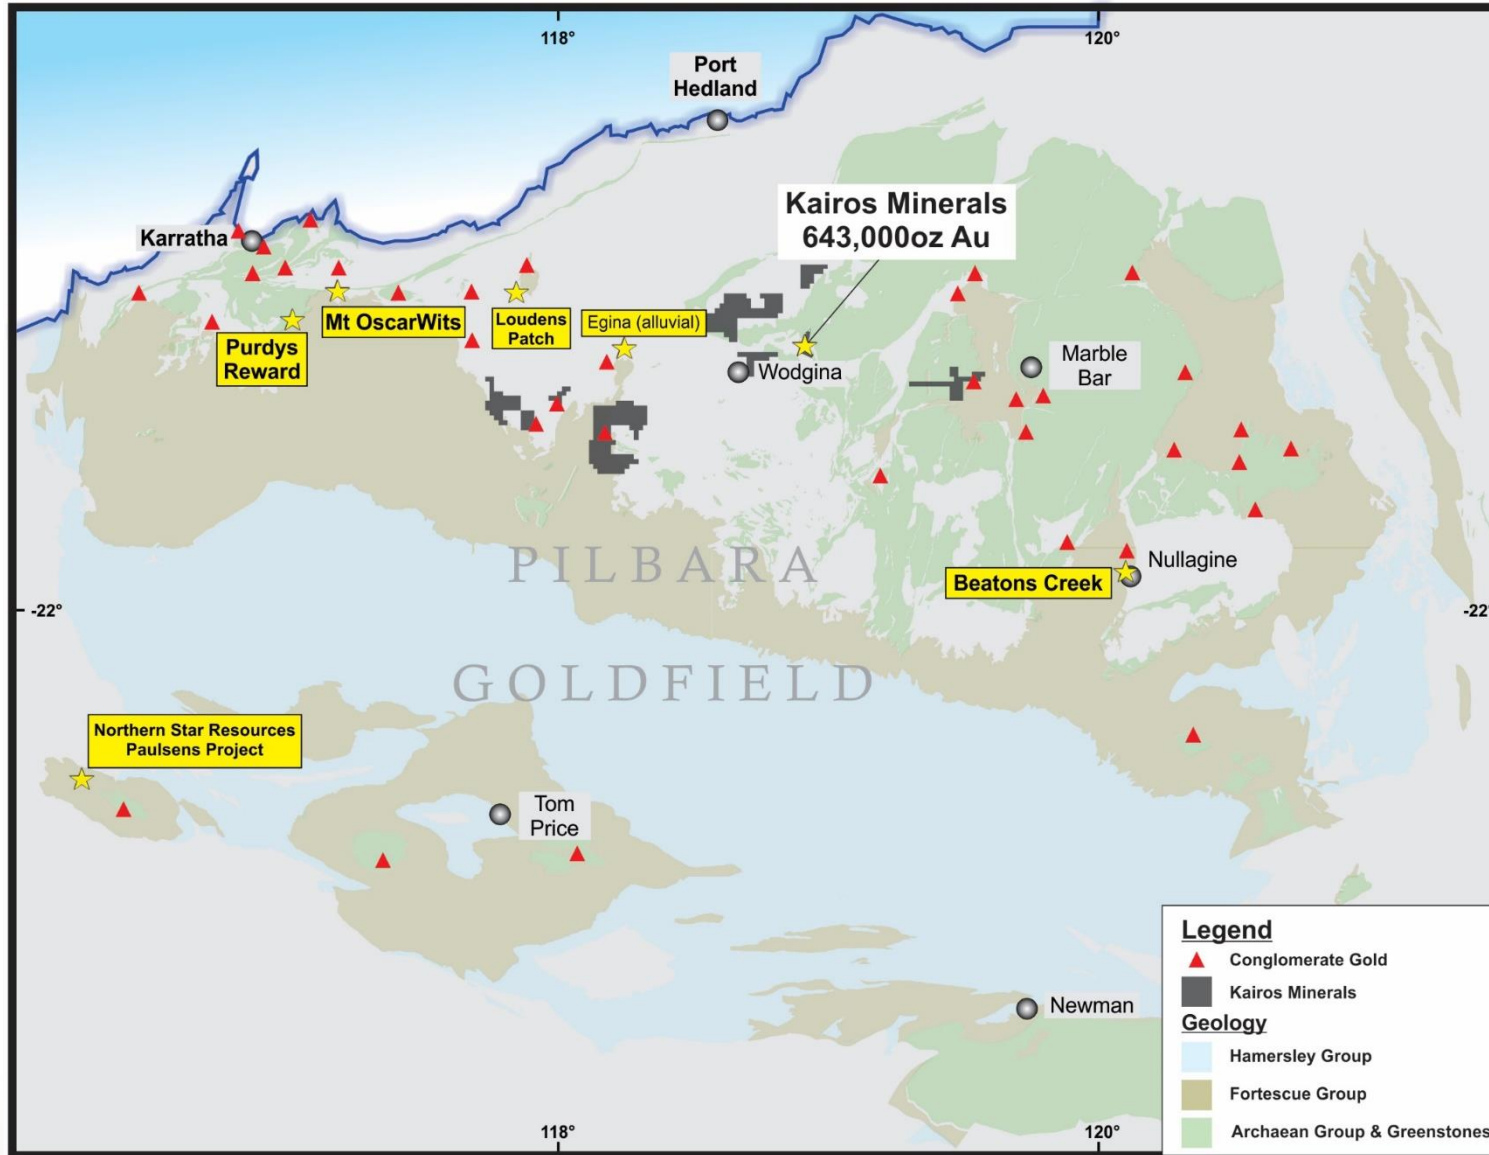 118°
120°
Port
Hedland
Kairos Minerals
643,000oz Au
Karratha
Mt OscarWits
Loudens
Patch
Egina (alluvial)
Purdys
Reward
Wodgina
Marble
Bar
PILBARA
Nullagine
Beatons Creek
-22°
-22°
GOLDFIELD
Northern Star Resources
Paulsens Project
Tom
Price
Newman
Legend
Conglomerate Gold
Kairos Minerals
Geology
Hamersley Group
Fortescue Group
Archaean Group & Greenstones
118°
120°